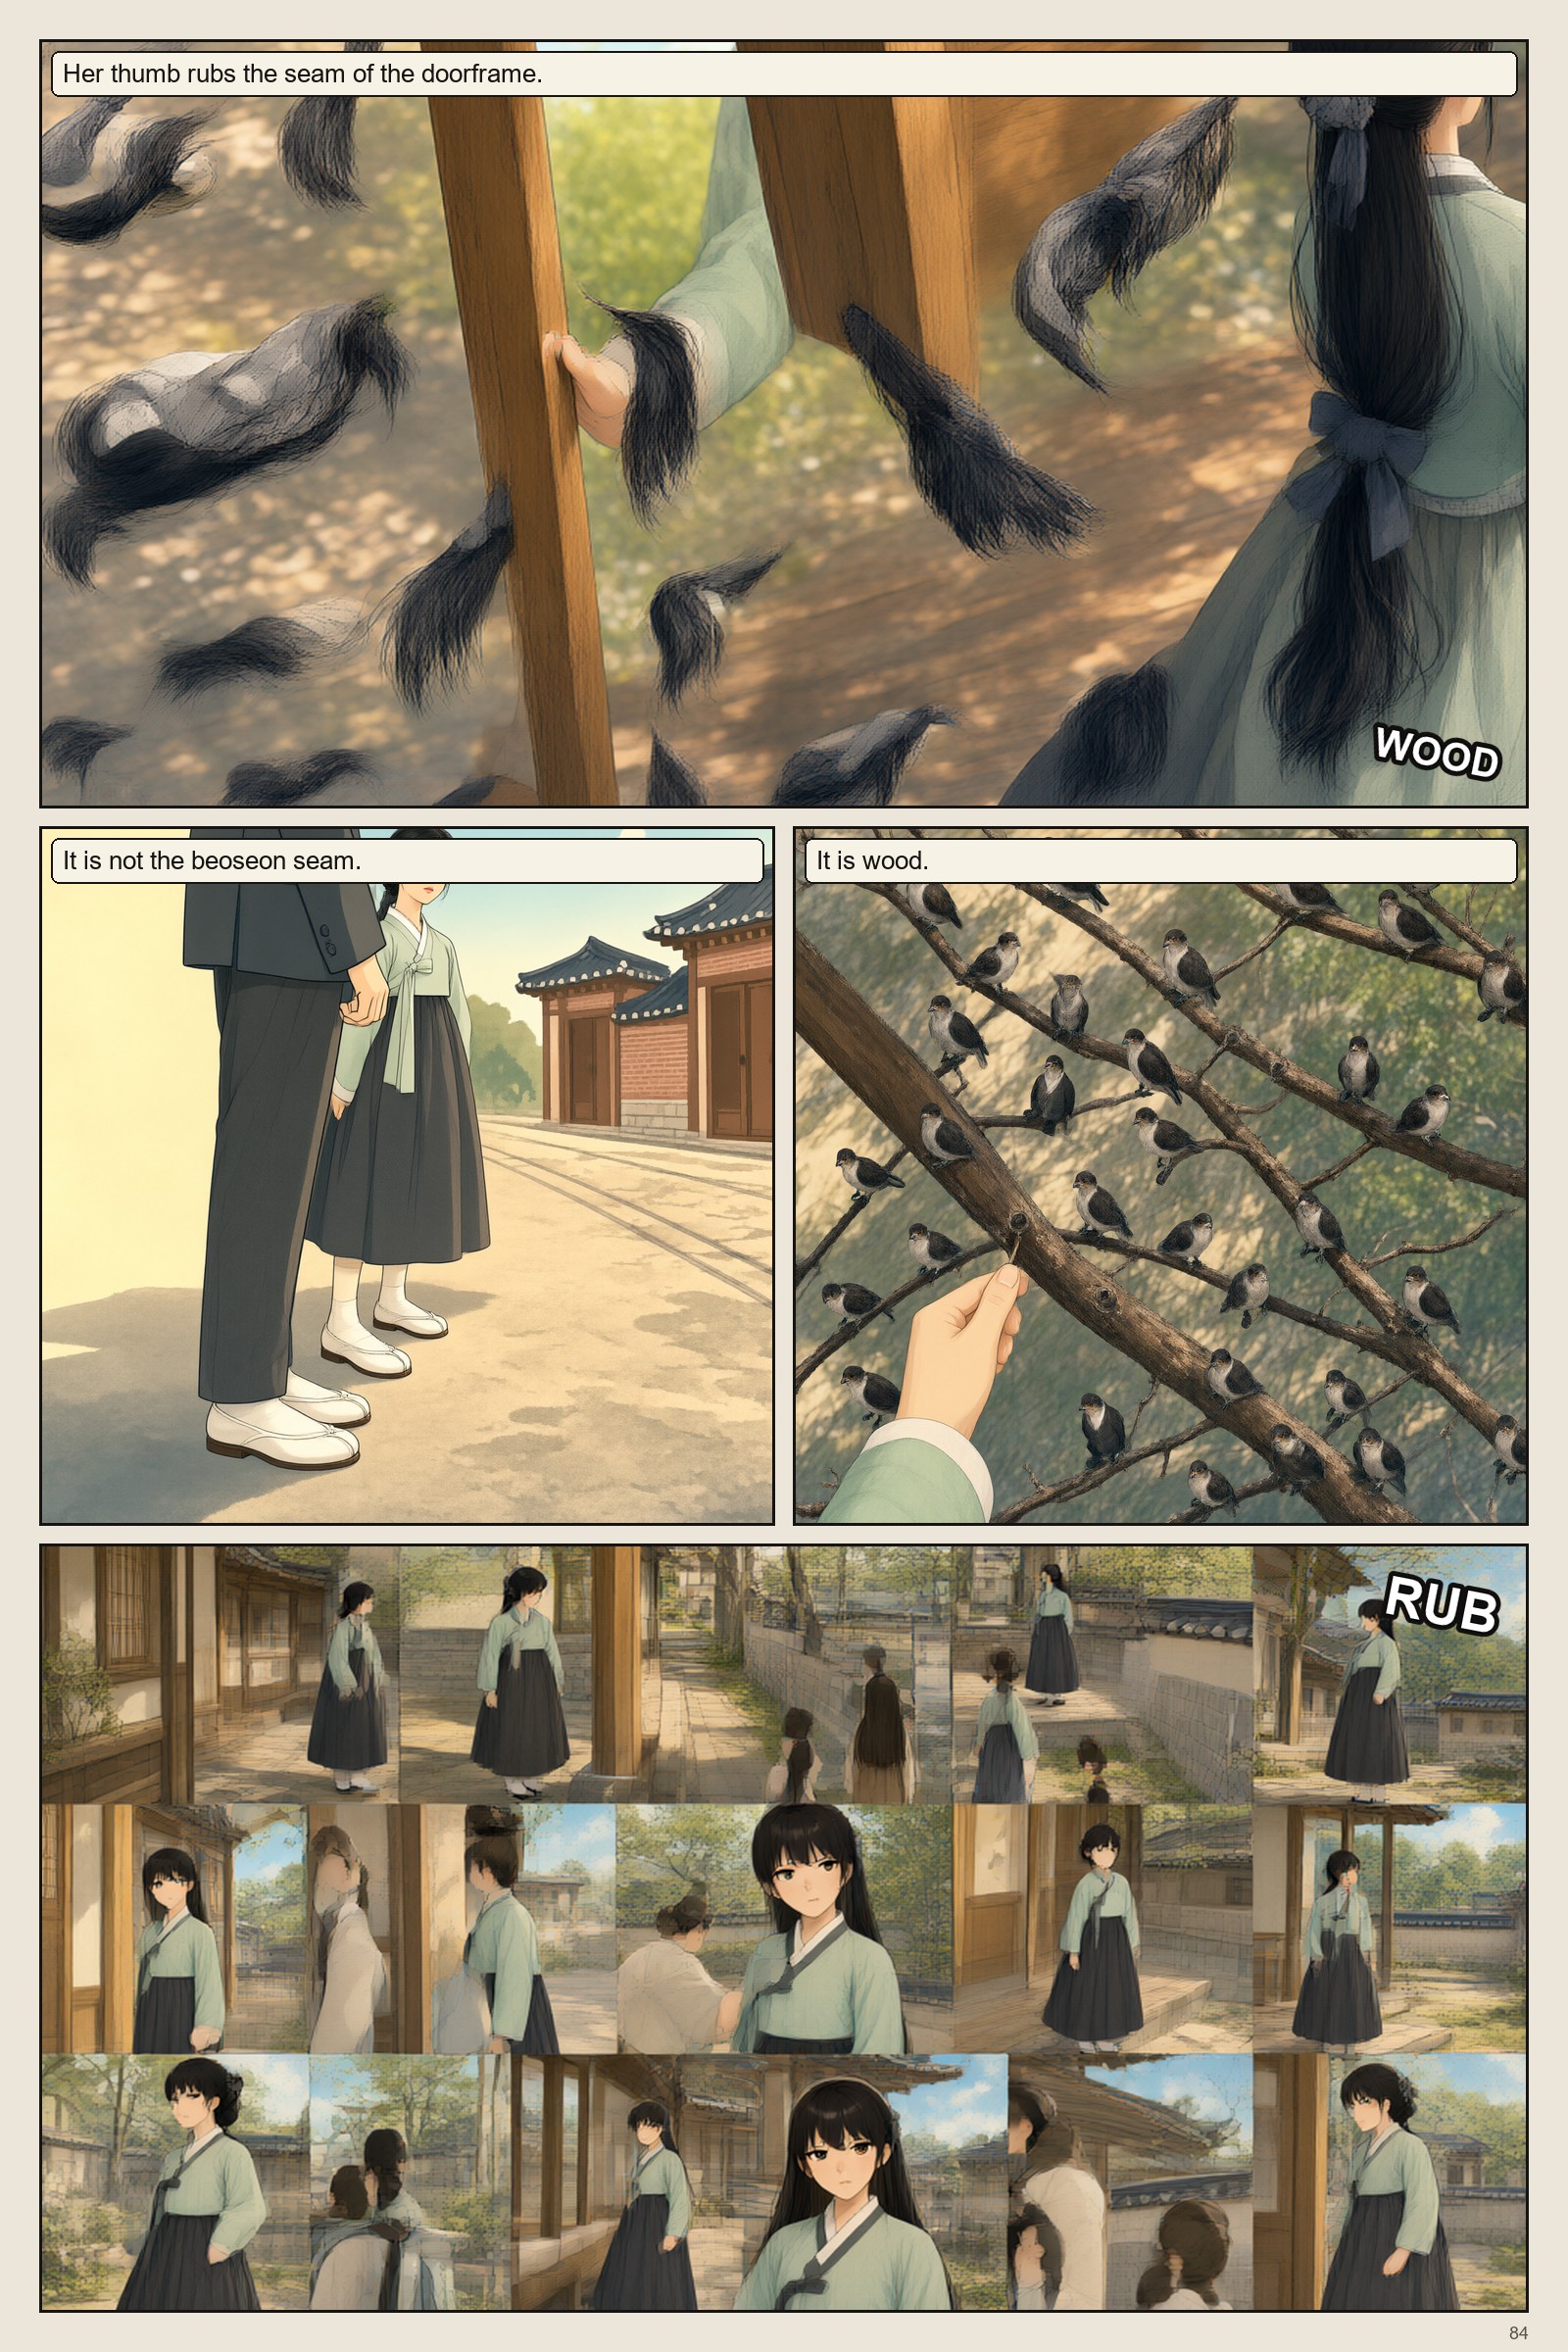 Her thumb rubs the seam of the doorframe.
WOOD
It is not the beoseon seam.
It is wood.
RUB
84